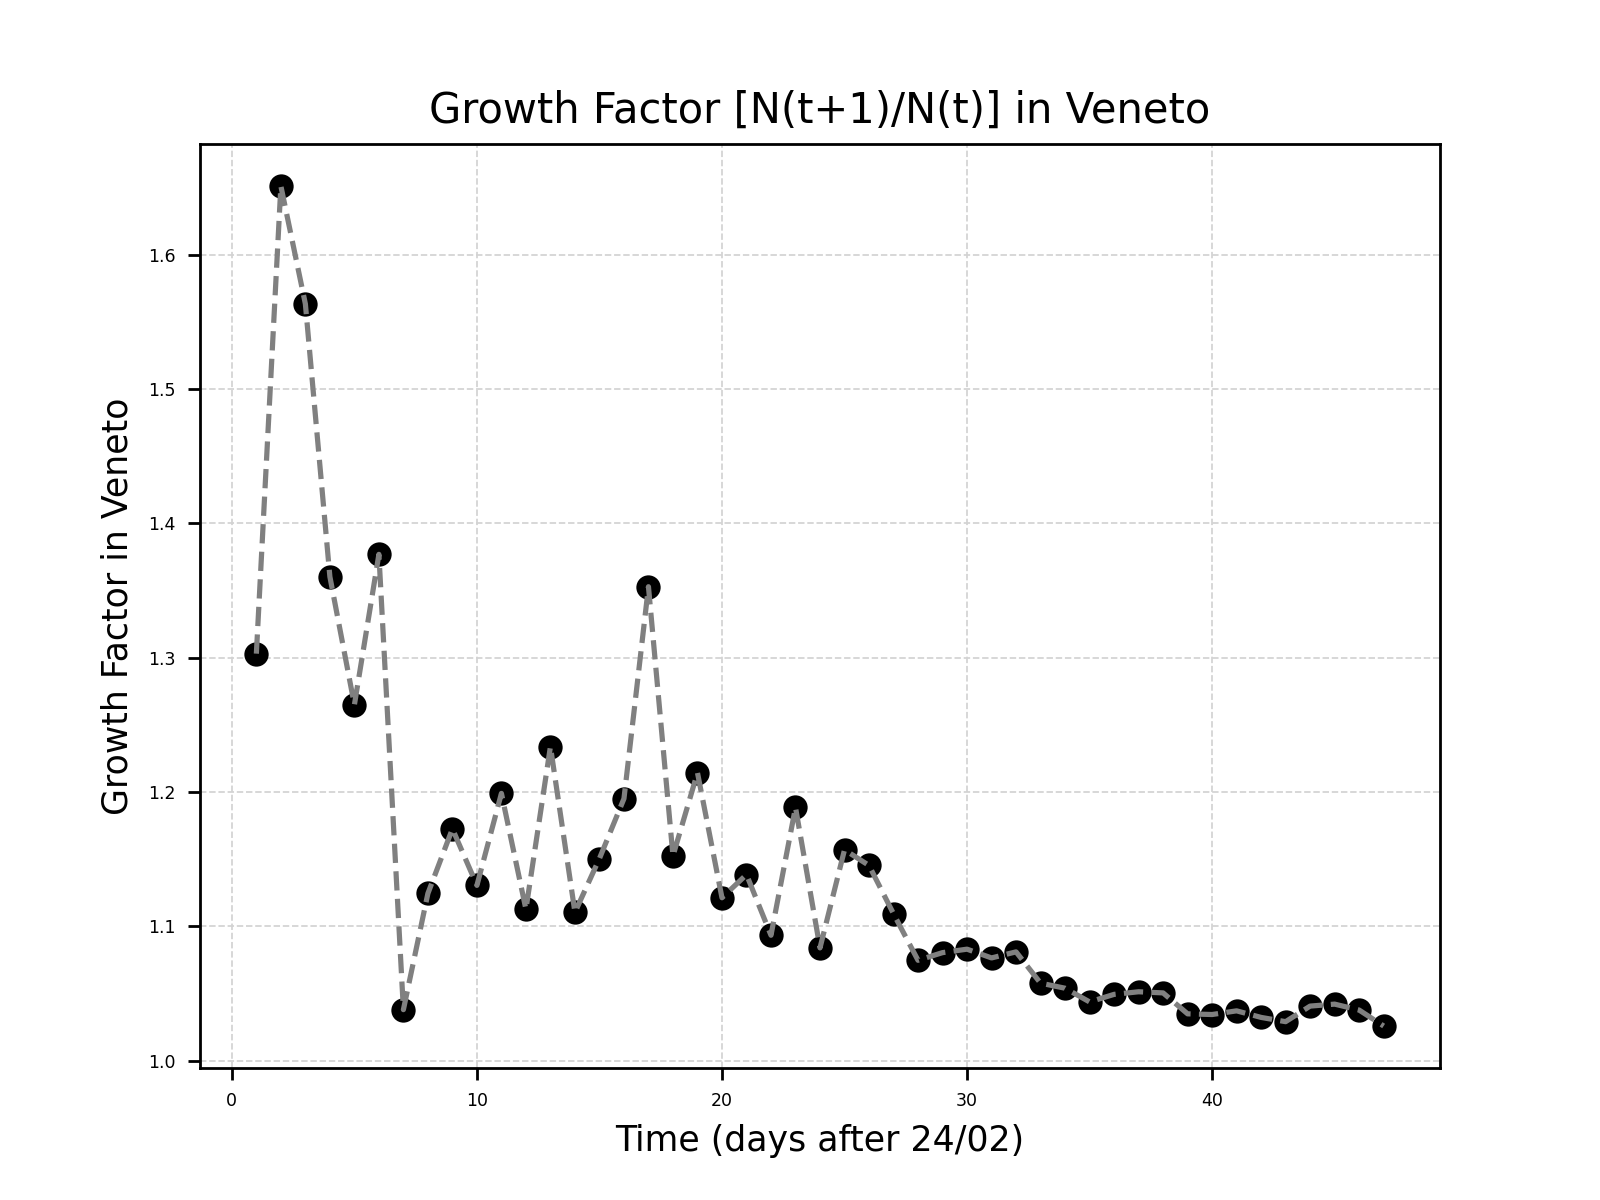 Growth Factor [N(t+1)/N(t)] in Veneto
Growth Factor in Veneto
1.6
1.5
1.4
1.3
1.2
1.1
1.0
0 10 20 30 40
Time (days after 24/02)